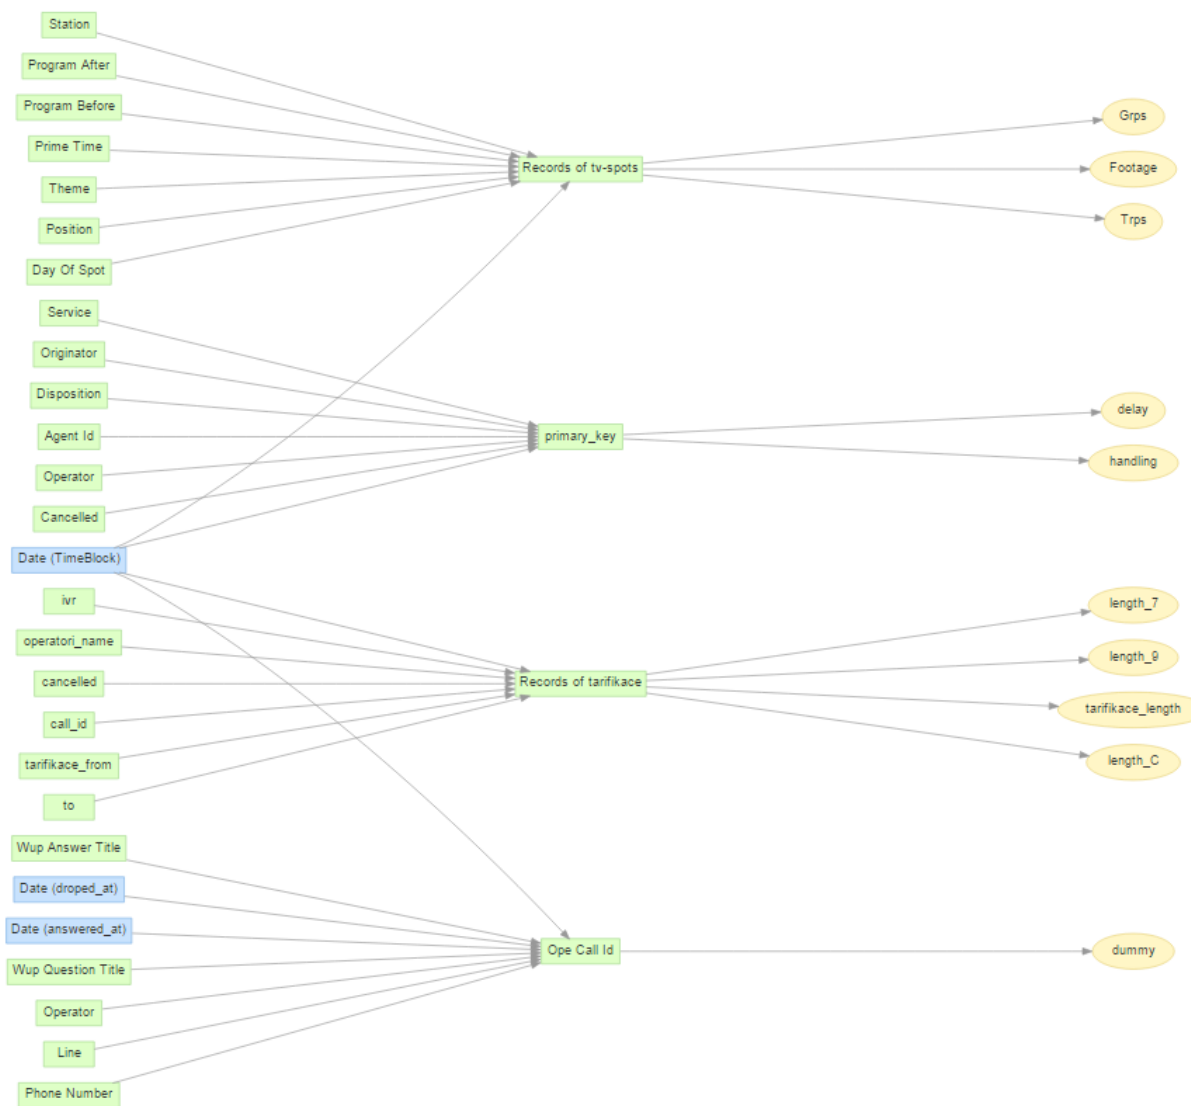 Station
Program After
Program Before
Prime Time
Theme
Position
Day Of Spot
Service
Originator
Disposition
Agent Id
Operator
Cancelled
Date (TimeBlock)
ivr
operatori_name
cancelled
call_id
tarifikace_from
to
Wup Answer Title
Date (droped_at)
Date (answered_at)
Wup Question Title
Operator
Line
Phone Number
Records of tv-spots
primary_key
Records of tarifikace
Ope Call Id
Grps
Footage
Trps
delay
handling
length_7
length_9
tarifikace_length
length_C
dummy